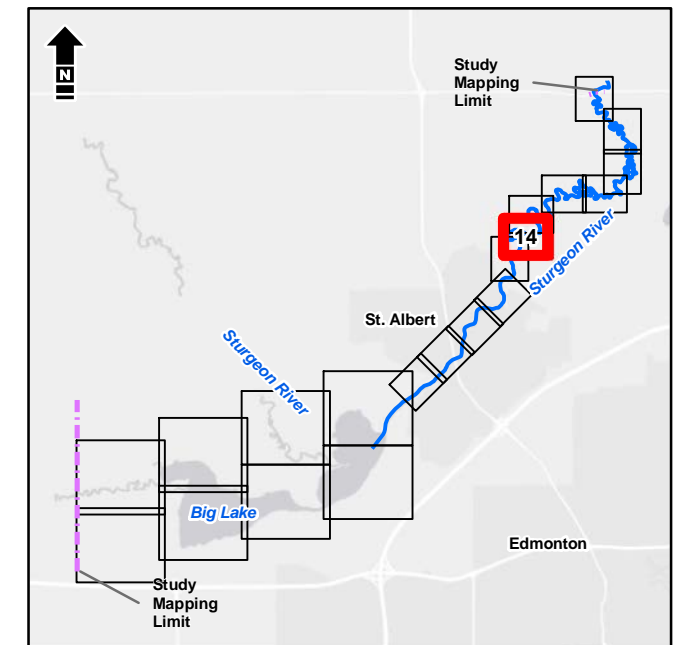 N
Study
Mapping
Limit
14
Sturgeon River
St. Albert
Sturgeon River
Big Lake
Edmonton
Study
Mapping
Limit